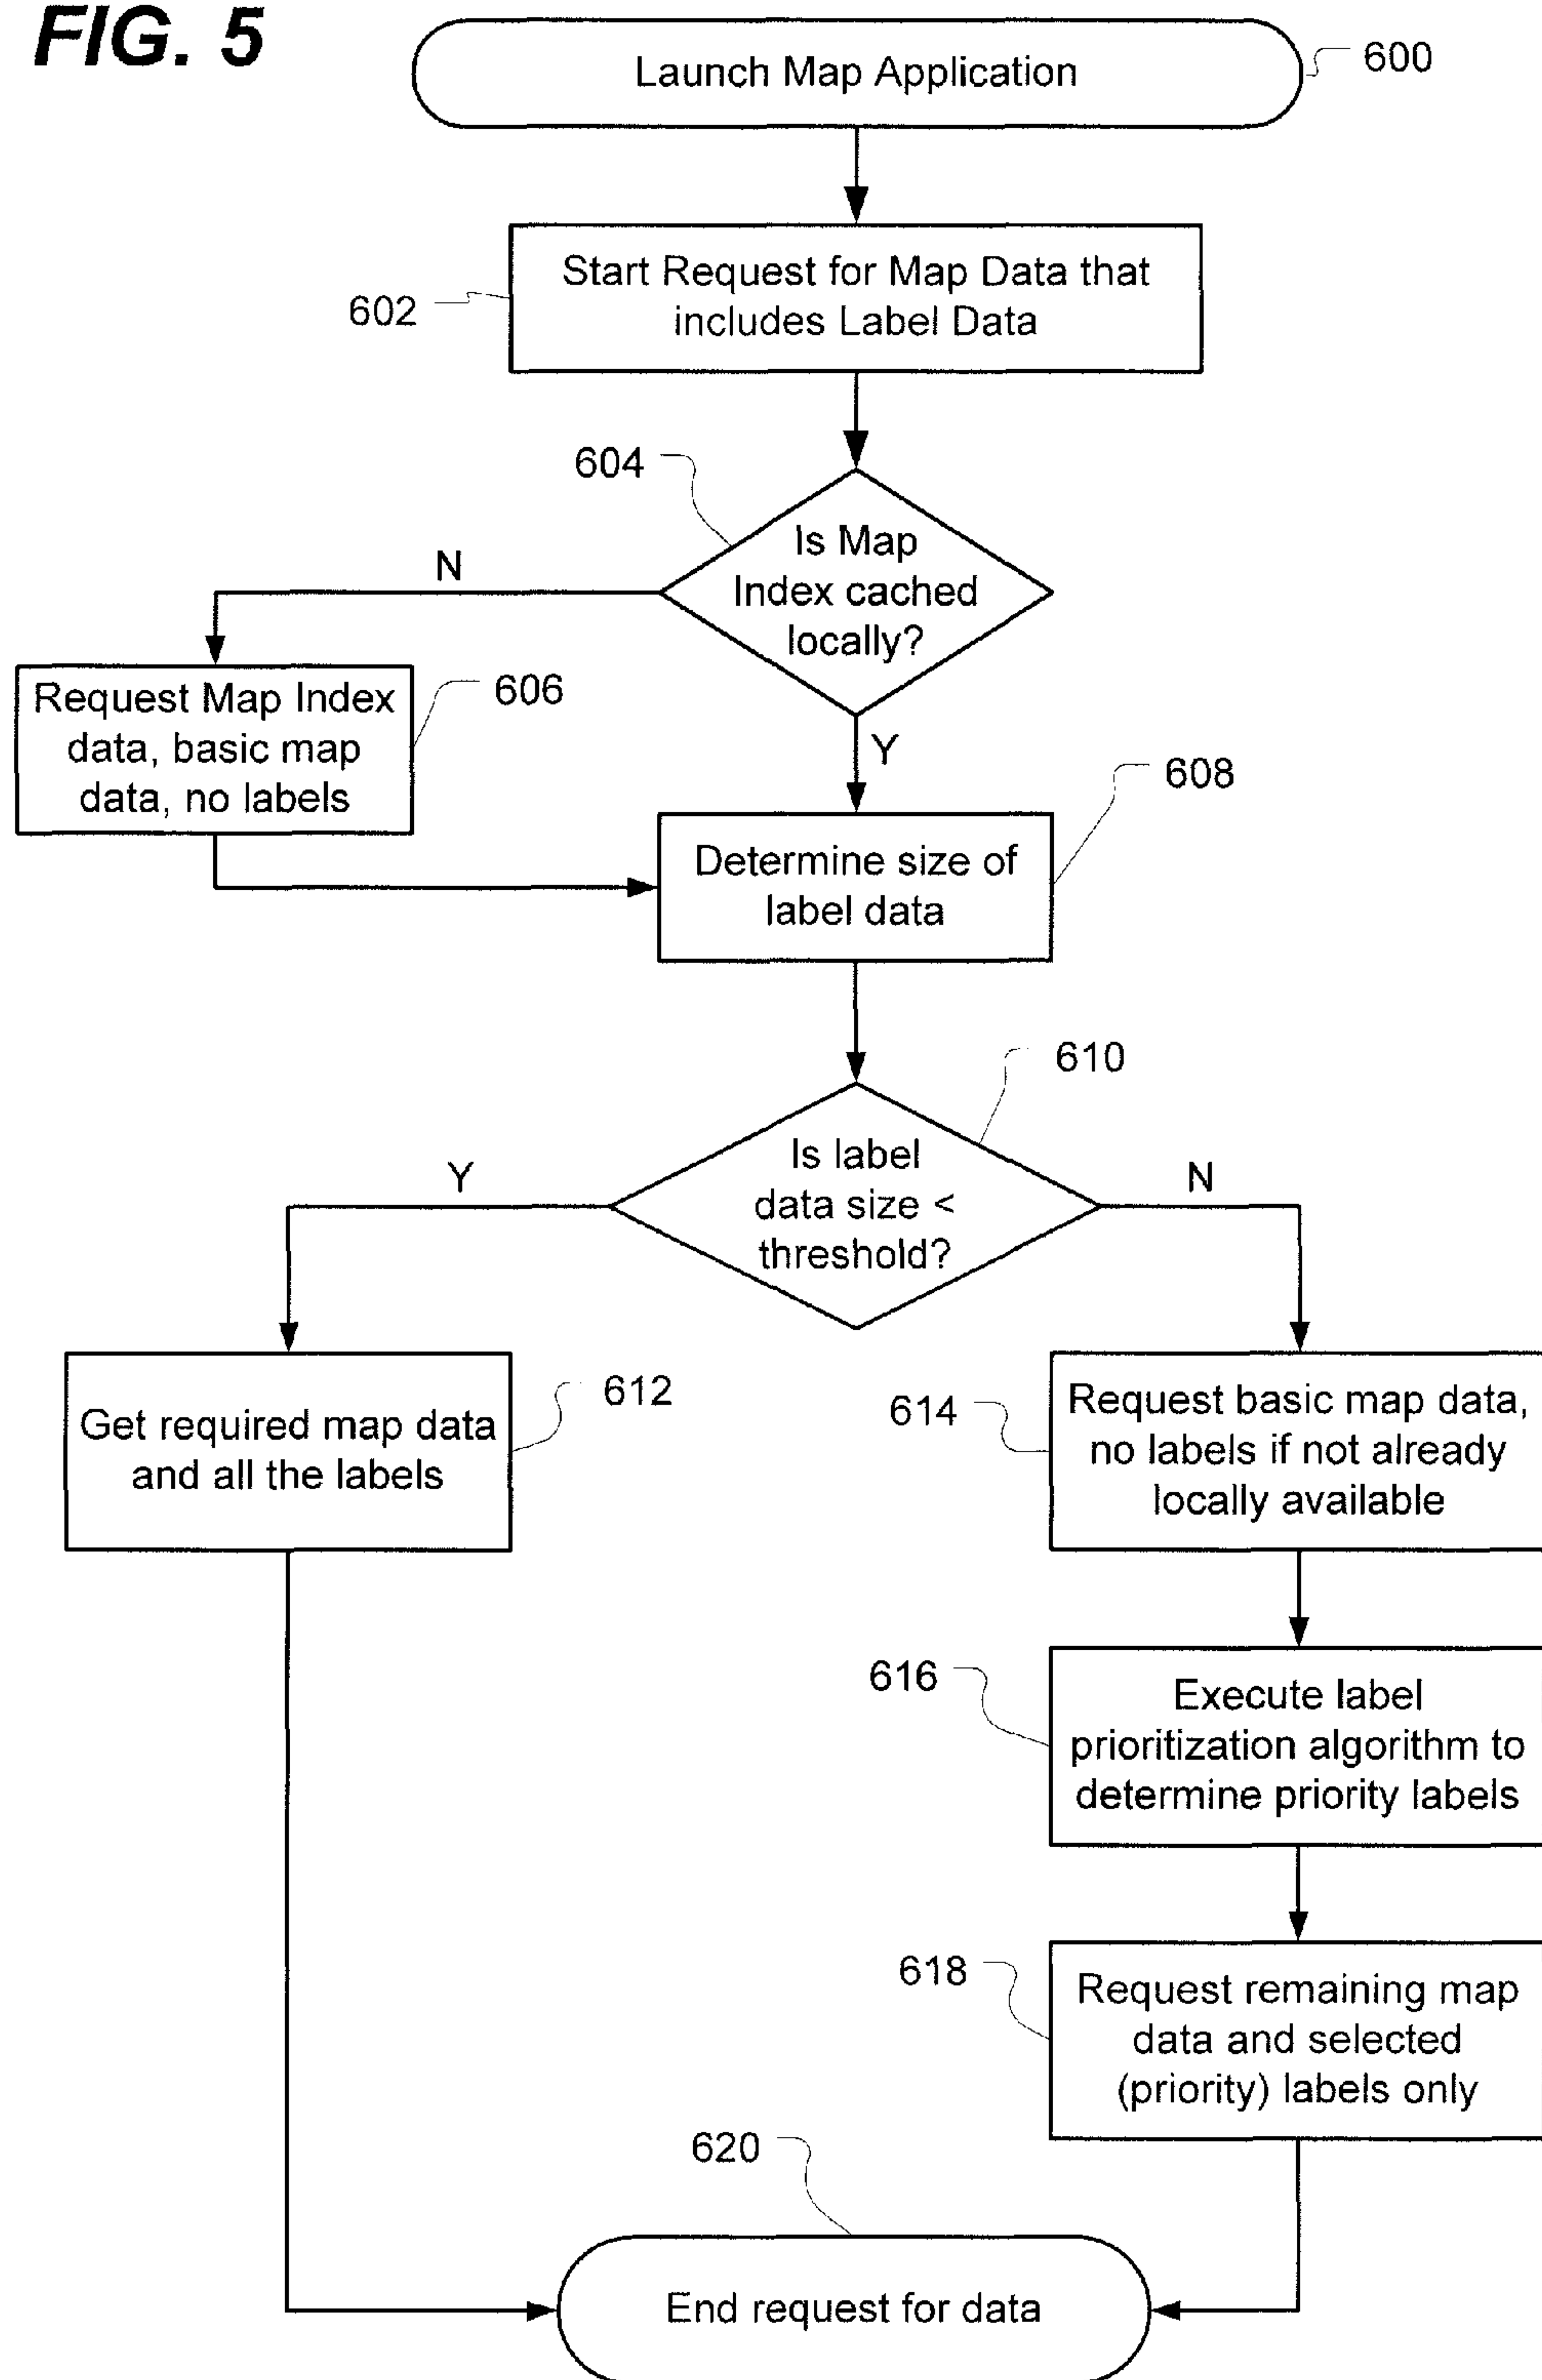 FIG. 5
Launch Map Application
600
Start Request for Map Data that
includes Label Data
602
604
Is Map
Index cached
locally?
N
Y
Request Map Index
data, basic map
data, no labels
606
608
Determine size of
label data
610
Is label
data size <
threshold?
Y
N
Get required map data
and all the labels
612
614
Request basic map data,
no labels if not already
locally available
616
Execute label
prioritization algorithm to
determine priority labels
618
Request remaining map
data and selected
(priority) labels only
620
End request for data